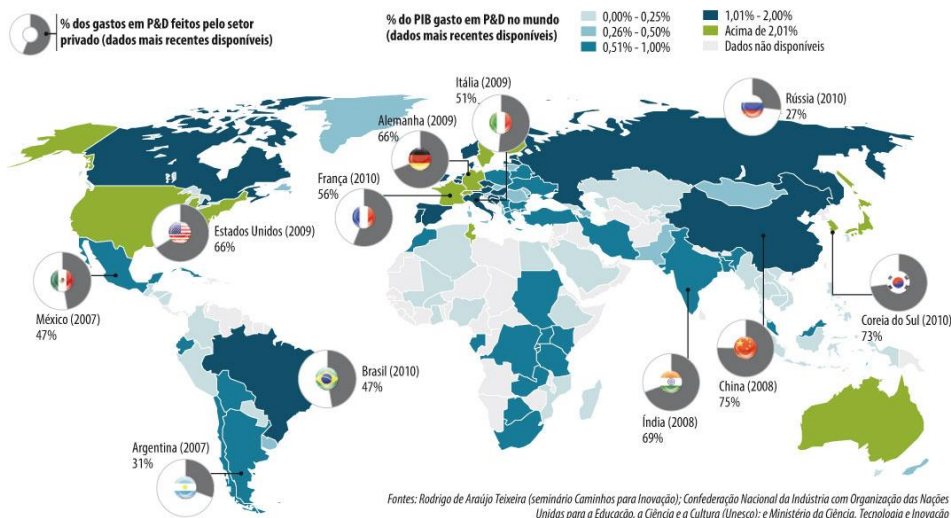 % dos gastos em P&D feitos pelo setor
privado (dados mais recentes disponíveis)
% do PIB gasto em P&D no mundo
(dados mais recentes disponíveis)
0,00% - 0,25%
0,26% - 0,50%
0,51% - 1,00%
1,01% - 2,00%
Acima de 2,01%
Dados não disponíveis
Itália (2009)
51%
Rússia (2010)
27%
Alemanha (2009)
66%
França (2010)
56%
Estados Unidos (2009)
66%
México (2007)
47%
Coreia do Sul (2010)
73%
Brasil (2010)
47%
China (2008)
75%
Índia (2008)
69%
Argentina (2007)
31%
Fontes: Rodrigo de Araújo Teixeira (seminário Caminhos para Inovação); Confederação Nacional da Indústria com Organização das Nações
Unidas para a Educação, a Ciência e a Cultura (Unesco); e Ministério da Ciência, Tecnologia e Inovação